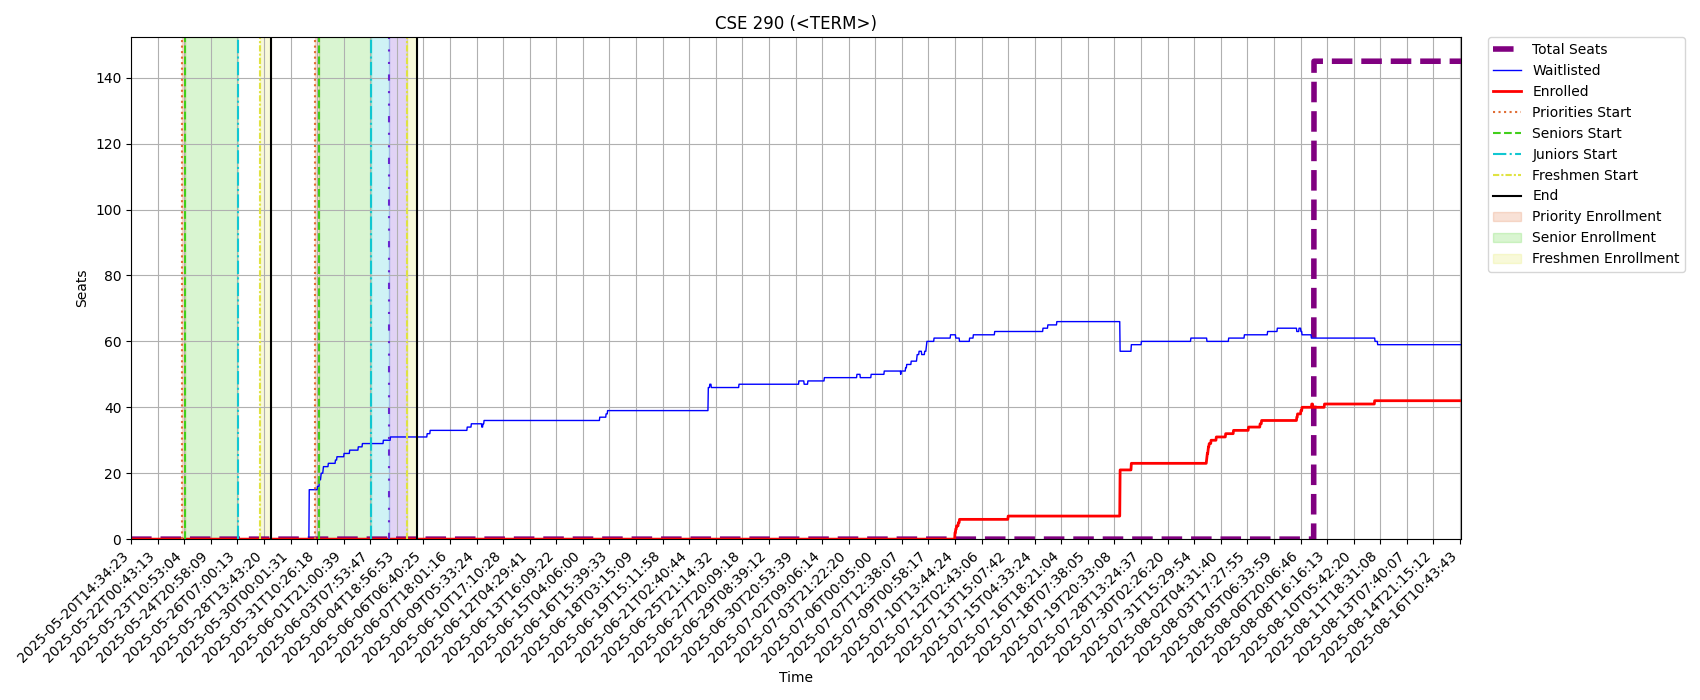 CSE 290 (<TERM>)
Seats
140
120
100
80
60
40
20
0
2025-05-20T14:34:23
2025-05-22T00:43:13
2025-05-23T10:53:04
2025-05-24T20:58:09
2025-05-26T07:00:13
2025-05-28T13:43:20
2025-05-30T00:01:31
2025-05-31T10:26:18
2025-06-01T21:00:39
2025-06-03T07:53:47
2025-06-04T18:56:53
2025-06-06T06:40:25
2025-06-07T18:01:16
2025-06-09T05:33:24
2025-06-10T17:10:28
2025-06-12T04:29:41
2025-06-13T16:09:22
2025-06-15T04:06:00
2025-06-16T15:39:33
2025-06-18T03:15:09
2025-06-19T15:11:58
2025-06-21T02:40:44
2025-06-25T21:14:32
2025-06-27T20:09:18
2025-06-29T08:39:12
2025-06-30T20:53:39
2025-07-02T09:06:14
2025-07-03T21:22:20
2025-07-06T00:05:00
2025-07-07T12:38:07
2025-07-09T00:58:17
2025-07-10T13:44:24
2025-07-12T02:43:06
2025-07-13T15:07:42
2025-07-15T04:33:24
2025-07-16T18:21:04
2025-07-18T07:38:05
2025-07-19T20:33:08
2025-07-28T13:24:37
2025-07-30T02:26:20
2025-07-31T15:29:54
2025-08-02T04:31:40
2025-08-03T17:27:55
2025-08-05T06:33:59
2025-08-06T20:06:46
2025-08-08T16:16:13
2025-08-10T05:42:20
2025-08-11T18:31:08
2025-08-13T07:40:07
2025-08-14T21:15:12
2025-08-16T10:43:43
Time
Total Seats
Waitlisted
Enrolled
Priorities Start
Seniors Start
Juniors Start
Freshmen Start
End
Priority Enrollment
Senior Enrollment
Freshmen Enrollment